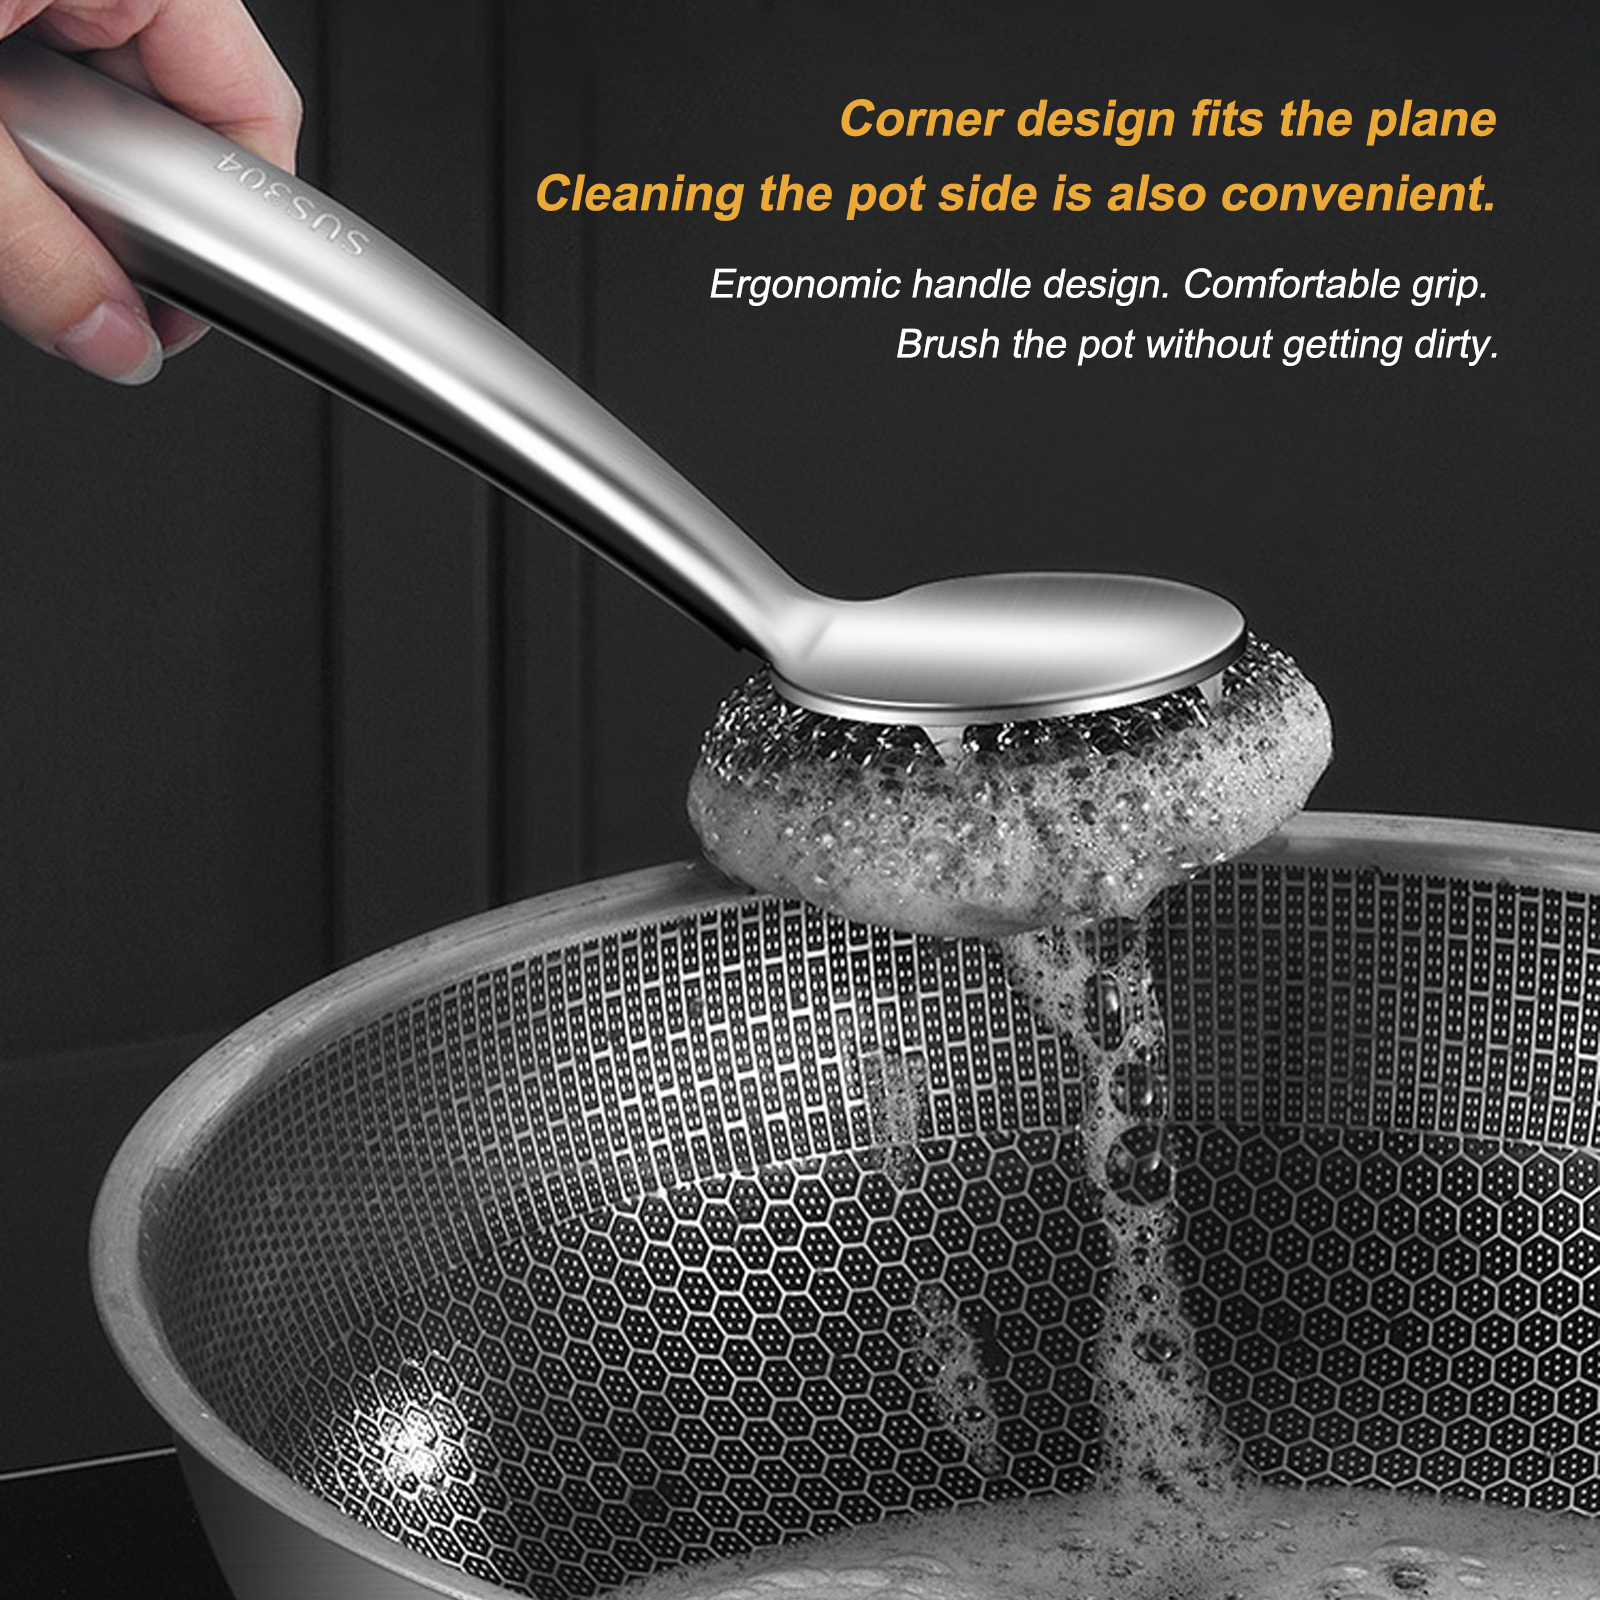 Corner design fits the plane
Cleaning the pot side is also convenient.
Ergonomic handle design. Comfortable grip.
Brush the pot without getting dirty.
SUS304